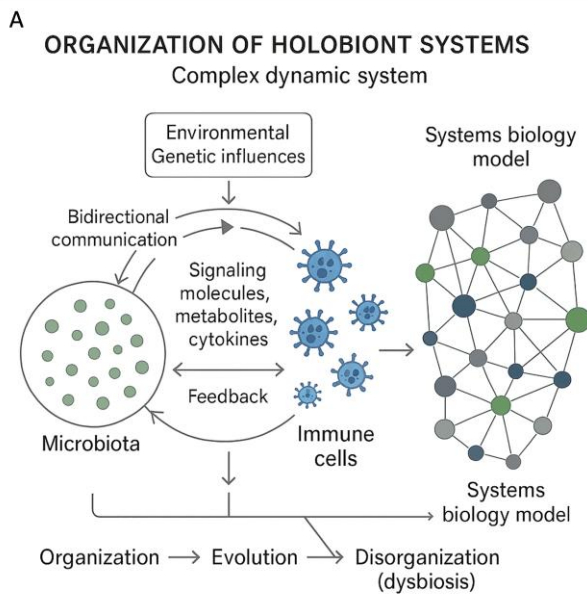 A
ORGANIZATION OF HOLOBIONT SYSTEMS
Complex dynamic system
Environmental
Genetic influences
Bidirectional
communication
Signaling
molecules,
metabolites,
cytokines
Feedback
Microbiota
Immune
cells
Systems biology
model
Systems
biology model
Organization
Evolution
Disorganization
(dysbiosis)